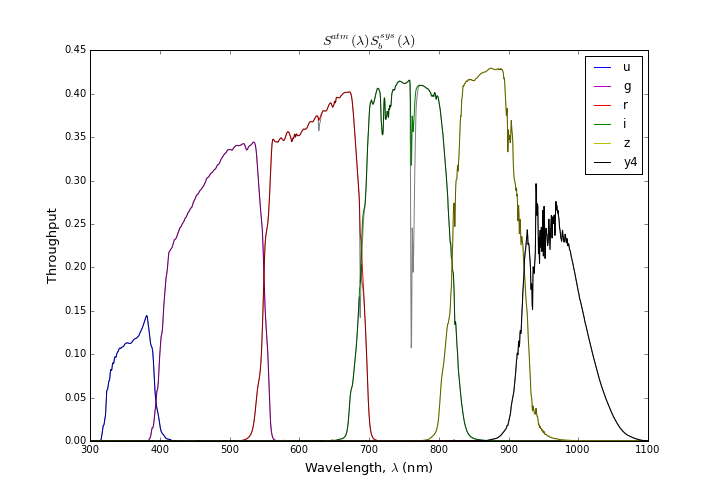 S^{atm}(λ)S_b^{sys}(λ)
0.45
0.40
0.35
0.30
0.25
0.20
0.15
0.10
0.05
0.00
Throughput
u
g
r
i
z
y4
300 400 500 600 700 800 900 1000 1100
Wavelength, λ (nm)